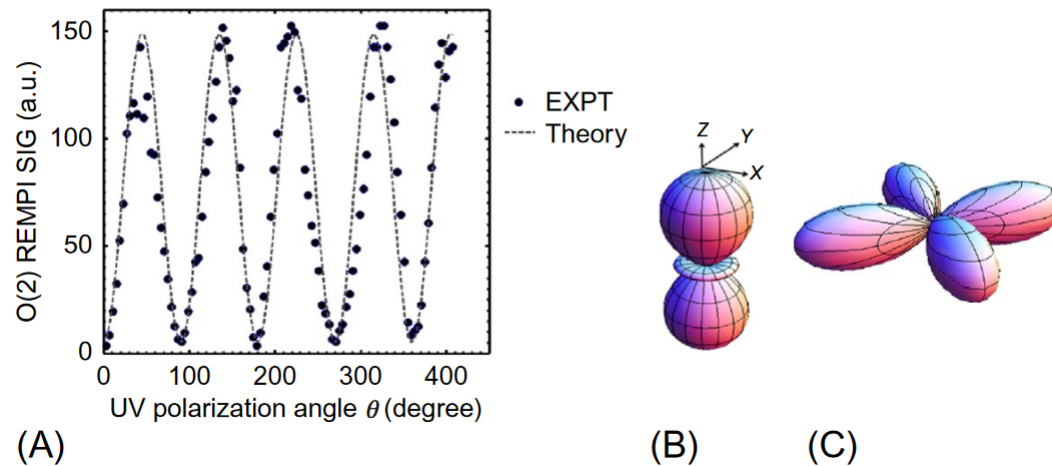 O(2) REMPI SIG (a.u.)
150
100
50
0
0
100
200
300
400
UV polarization angle θ (degree)
EXPT
Theory
Z
Y
X
(A)
(B)
(C)